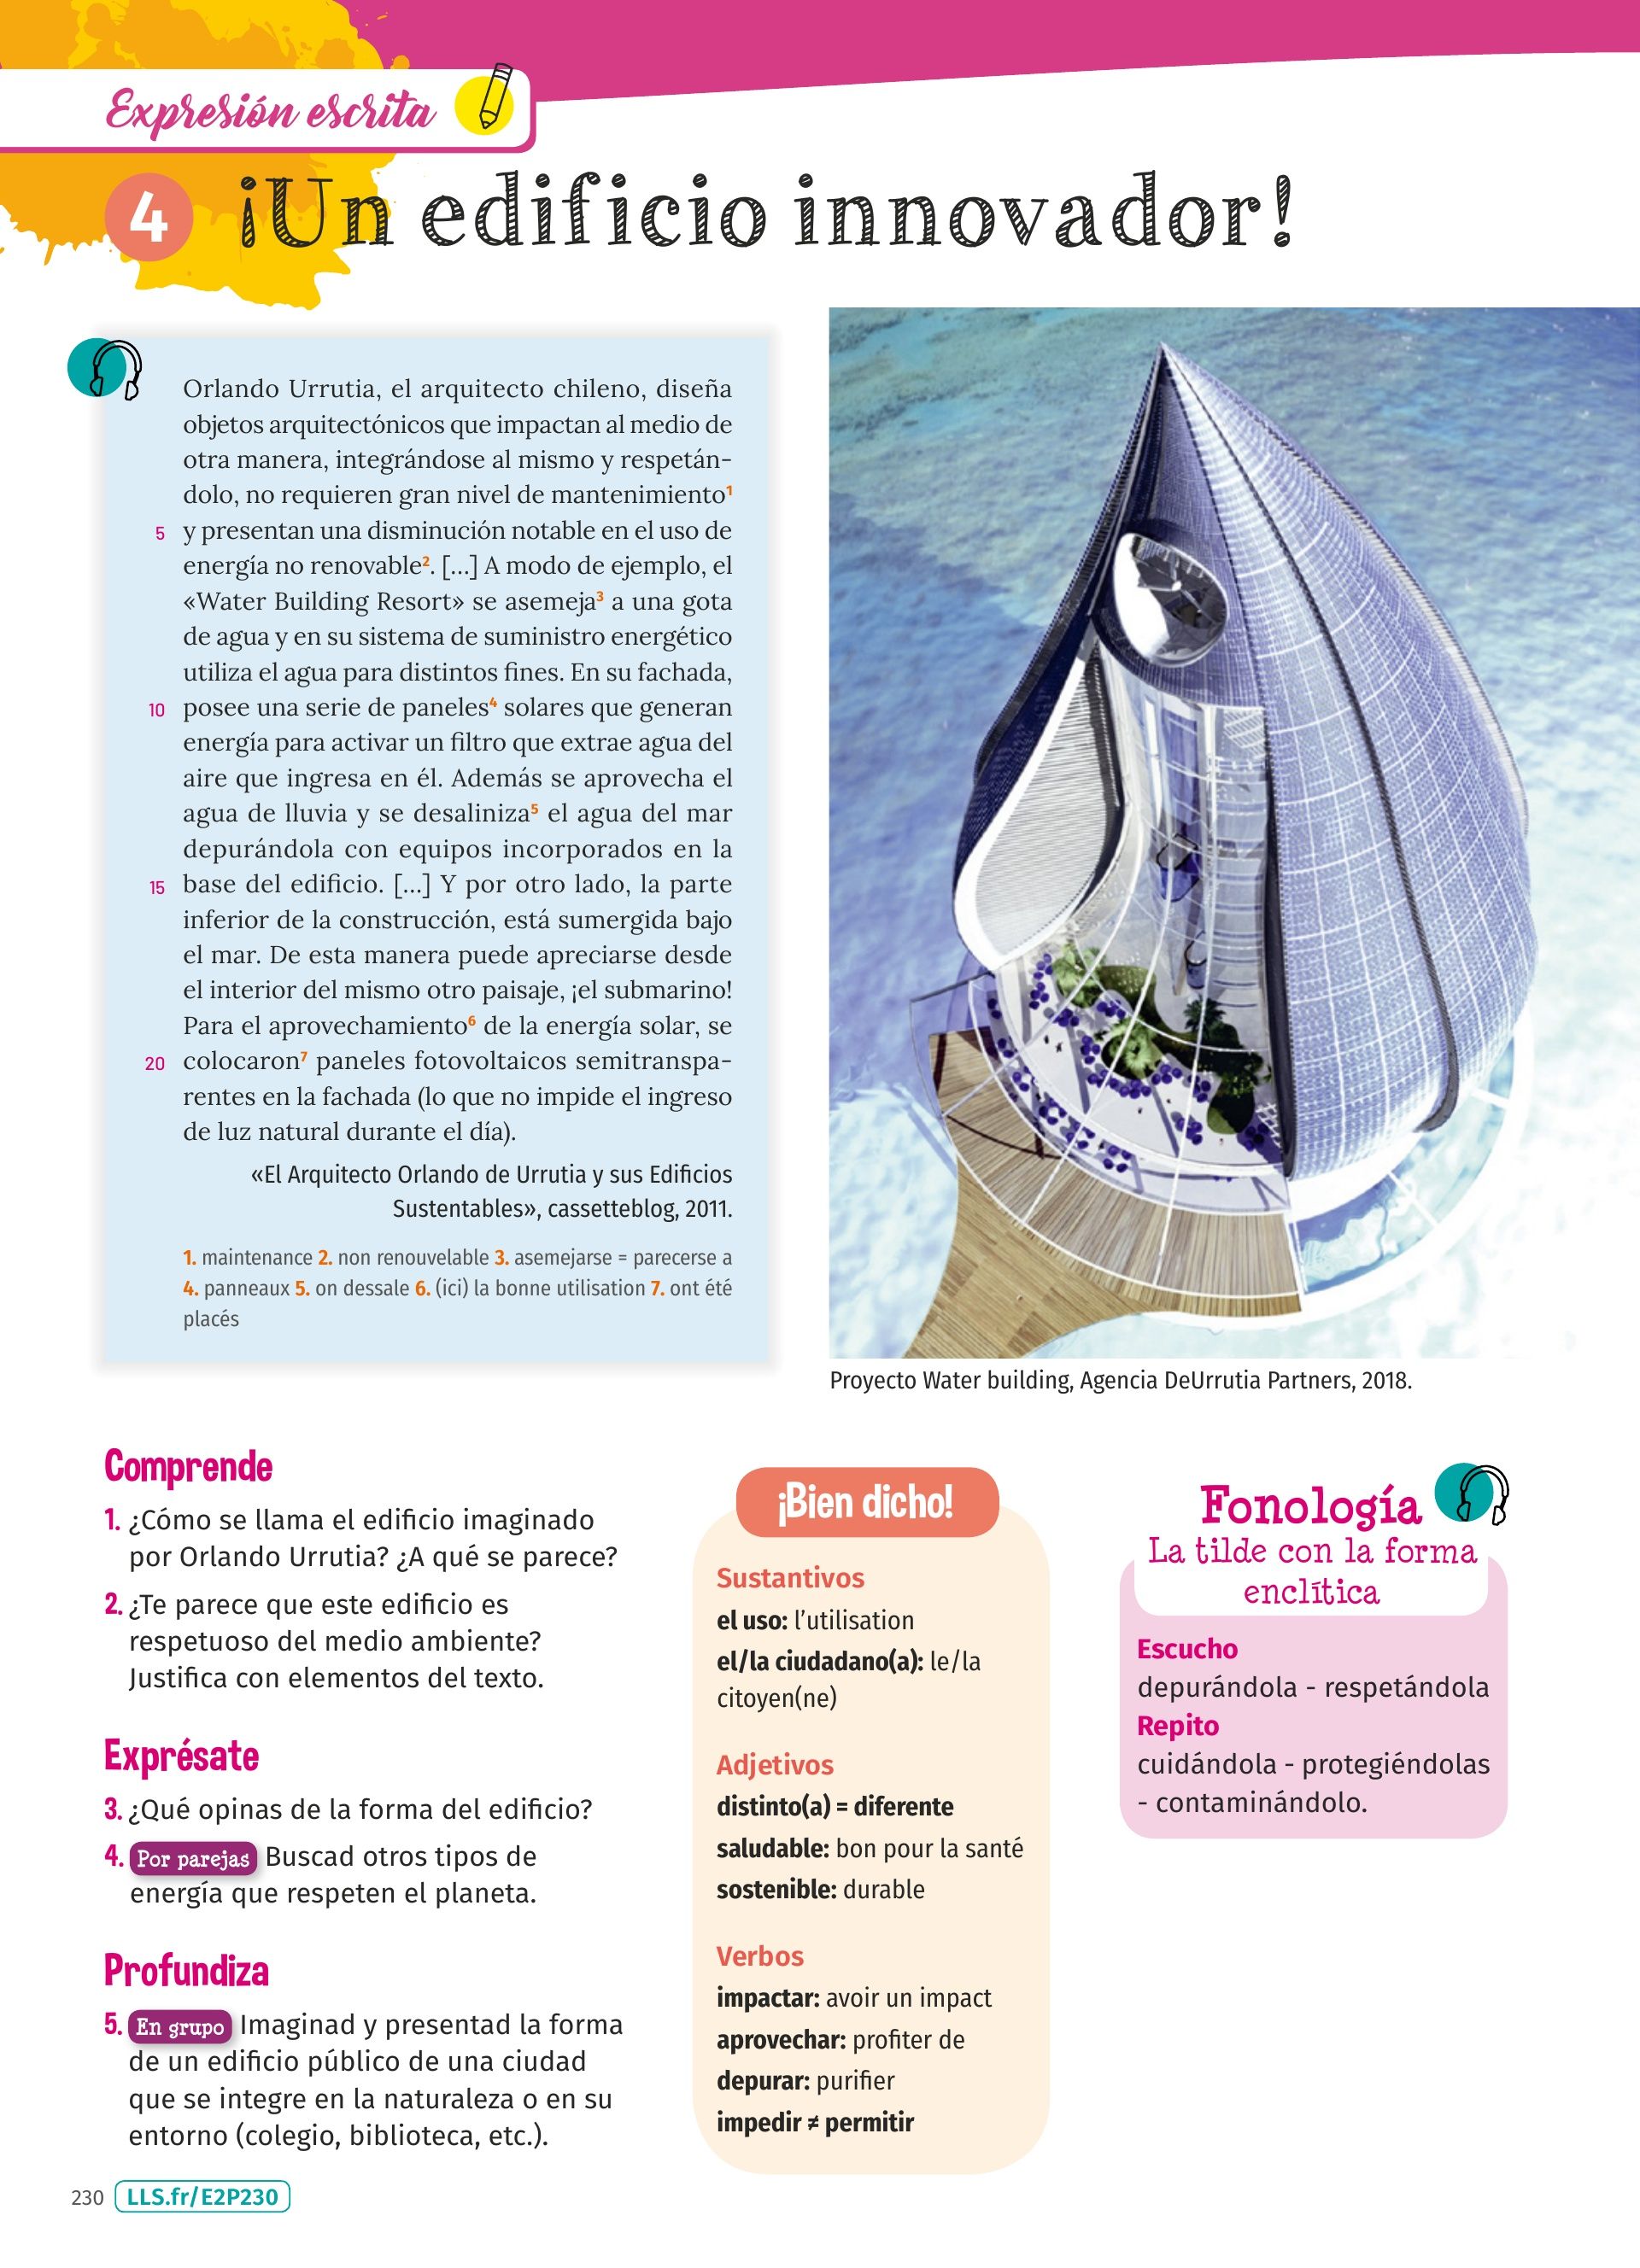 Expresión escrita
4 ¡Un edificio innovador!
Orlando Urrutia, el arquitecto chileno, diseña
objetos arquitectónicos que impactan al medio de
otra manera, integrándose al mismo y respetán-
dolo, no requieren gran nivel de mantenimiento1
5 y presentan una disminución notable en el uso de
energía no renovable2. [...] A modo de ejemplo, el
«Water Building Resort» se asemeja3 a una gota
de agua y en su sistema de suministro energético
utiliza el agua para distintos fines. En su fachada,
10 posee una serie de paneles4 solares que generan
energía para activar un filtro que extrae agua del
aire que ingresa en él. Además se aprovecha el
agua de lluvia y se desaliniza5 el agua del mar
depurándola con equipos incorporados en la
15 base del edificio. [...] Y por otro lado, la parte
inferior de la construcción, está sumergida bajo
el mar. De esta manera puede apreciarse desde
el interior del mismo otro paisaje, ¡el submarino!
Para el aprovechamiento6 de la energía solar, se
20 colocaron7 paneles fotovoltaicos semitranspa-
rentes en la fachada (lo que no impide el ingreso
de luz natural durante el día).
«El Arquitecto Orlando de Urrutia y sus Edificios
Sustentables», cassetteblog, 2011.
1. maintenance 2. non renouvelable 3. asemejarse = parecerse a
4. panneaux 5. on dessale 6. (ici) la bonne utilisation 7. ont été
placés
Proyecto Water building, Agencia DeUrrutia Partners, 2018.
Comprende
1. ¿Cómo se llama el edificio imaginado
por Orlando Urrutia? ¿A qué se parece?
2. ¿Te parece que este edificio es
respetuoso del medio ambiente?
Justifica con elementos del texto.
Exprésate
3. ¿Qué opinas de la forma del edificio?
4. Por parejas Buscad otros tipos de
energía que respeten el planeta.
Profundiza
5. En grupo Imaginad y presentad la forma
de un edificio público de una ciudad
que se integre en la naturaleza o en su
entorno (colegio, biblioteca, etc.).
¡Bien dicho!
Sustantivos
el uso: l'utilisation
el/la ciudadano(a): le/la
citoyen(ne)
Adjetivos
distinto(a) = diferente
saludable: bon pour la santé
sostenible: durable
Verbos
impactar: avoir un impact
aprovechar: profiter de
depurar: purifier
impedir ≠ permitir
Fonología
La tilde con la forma
enclítica
Escucho
depurándola - respetándola
Repito
cuidándola - protegiéndolas
- contaminándolo.
230 LLS.fr/E2P230